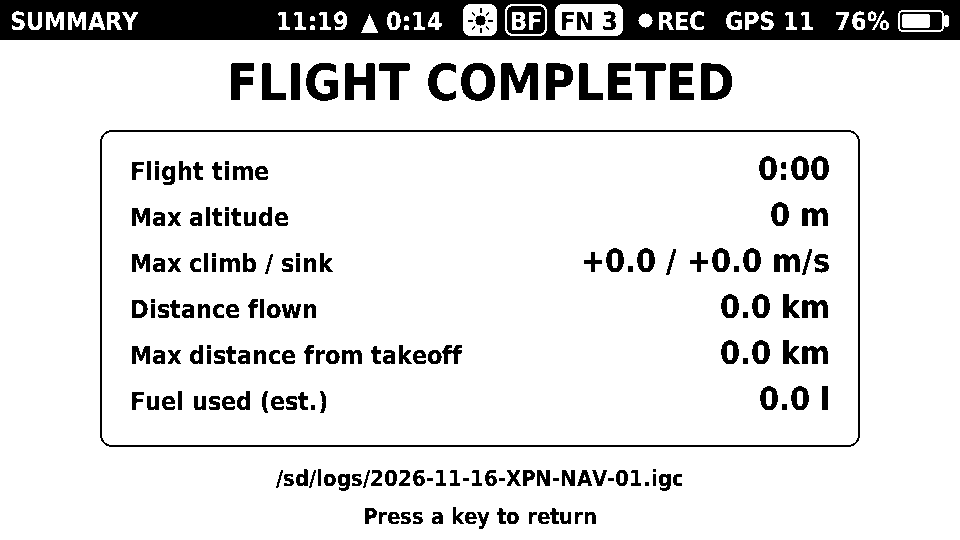 SUMMARY 11:19 ▲ 0:14 BF FN 3 ●REC GPS 11 76%
FLIGHT COMPLETED
Flight time 0:00
Max altitude 0 m
Max climb / sink +0.0 / +0.0 m/s
Distance flown 0.0 km
Max distance from takeoff 0.0 km
Fuel used (est.) 0.0 l
/sd/logs/2026-11-16-XPN-NAV-01.igc
Press a key to return